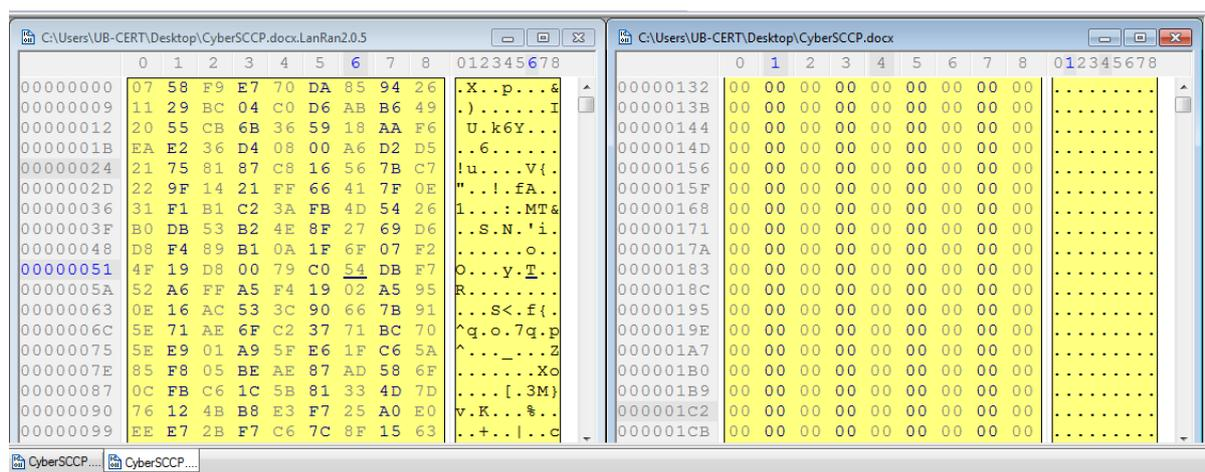 C:\Users\UB-CERT\Desktop\CyberSCCP.docx.LanRan2.0.5
0 1 2 3 4 5 6 7 8 012345678
00000000 07 58 F9 E7 70 DA 85 94 26 .X..p...&
00000009 11 29 BC 04 C0 D6 AB B6 49 .)......I
00000012 20 55 CB 6B 36 59 18 AA F6 U.k6Y...
0000001B EA E2 36 D4 08 00 A6 D2 D5 ..6......
00000024 21 75 81 87 C8 16 56 7B C7 !u....V{.
0000002D 22 9F 14 21 FF 66 41 7F 0E "..!.fA..
00000036 31 F1 B1 C2 3A FB 4D 54 26 1...:.MT&
0000003F B0 DB 53 B2 4E 8F 27 69 D6 ..S.N.'i.
00000048 D8 F4 89 B1 0A 1F 6F 07 F2 ......o..
00000051 4F 19 D8 00 79 C0 54 DB F7 O...y.T..
0000005A 52 A6 FF A5 F4 19 02 A5 95 R........
00000063 0E 16 AC 53 3C 90 66 7B 91 ...S<.f{.
0000006C 5E 71 AE 6F C2 37 71 BC 70 ^q.o.7q.p
00000075 5E E9 01 A9 5F E6 1F C6 5A ^..._...Z
0000007E 85 F8 05 BE AE 87 AD 58 6F .......Xo
00000087 0C FB C6 1C 5B 81 33 4D 7D ....[.3M}
00000090 76 12 4B B8 E3 F7 25 A0 E0 v.K...%..
00000099 EE E7 2B F7 C6 7C 8F 15 63 ..+..|..c
C:\Users\UB-CERT\Desktop\CyberSCCP.docx
0 1 2 3 4 5 6 7 8 012345678
00000132 00 00 00 00 00 00 00 00 00 .........
0000013B 00 00 00 00 00 00 00 00 00 .........
00000144 00 00 00 00 00 00 00 00 00 .........
0000014D 00 00 00 00 00 00 00 00 00 .........
00000156 00 00 00 00 00 00 00 00 00 .........
0000015F 00 00 00 00 00 00 00 00 00 .........
00000168 00 00 00 00 00 00 00 00 00 .........
00000171 00 00 00 00 00 00 00 00 00 .........
0000017A 00 00 00 00 00 00 00 00 00 .........
00000183 00 00 00 00 00 00 00 00 00 .........
0000018C 00 00 00 00 00 00 00 00 00 .........
00000195 00 00 00 00 00 00 00 00 00 .........
0000019E 00 00 00 00 00 00 00 00 00 .........
000001A7 00 00 00 00 00 00 00 00 00 .........
000001B0 00 00 00 00 00 00 00 00 00 .........
000001B9 00 00 00 00 00 00 00 00 00 .........
000001C2 00 00 00 00 00 00 00 00 00 .........
000001CB 00 00 00 00 00 00 00 00 00 .........
CyberSCCP.... CyberSCCP....